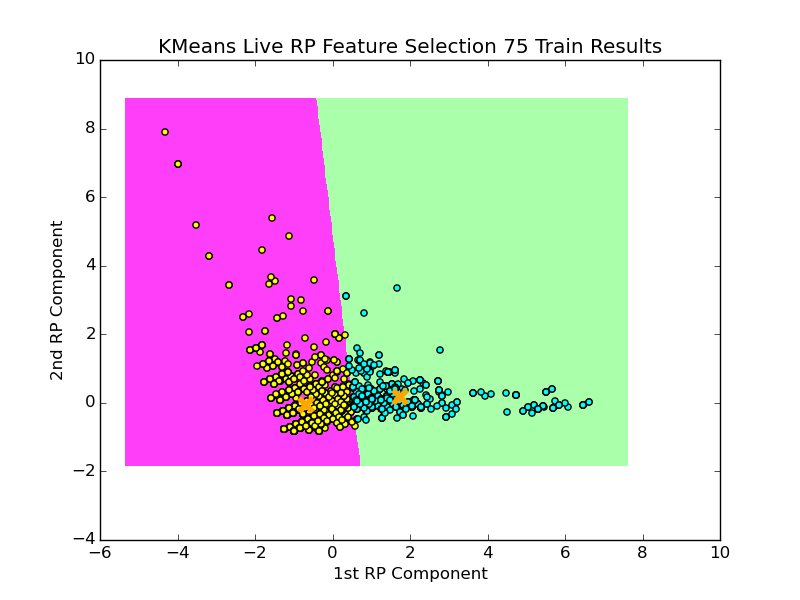 KMeans Live RP Feature Selection 75 Train Results
10
8
6
4
2
0
−2
−4
2nd RP Component
−6 −4 −2 0 2 4 6 8 10
1st RP Component